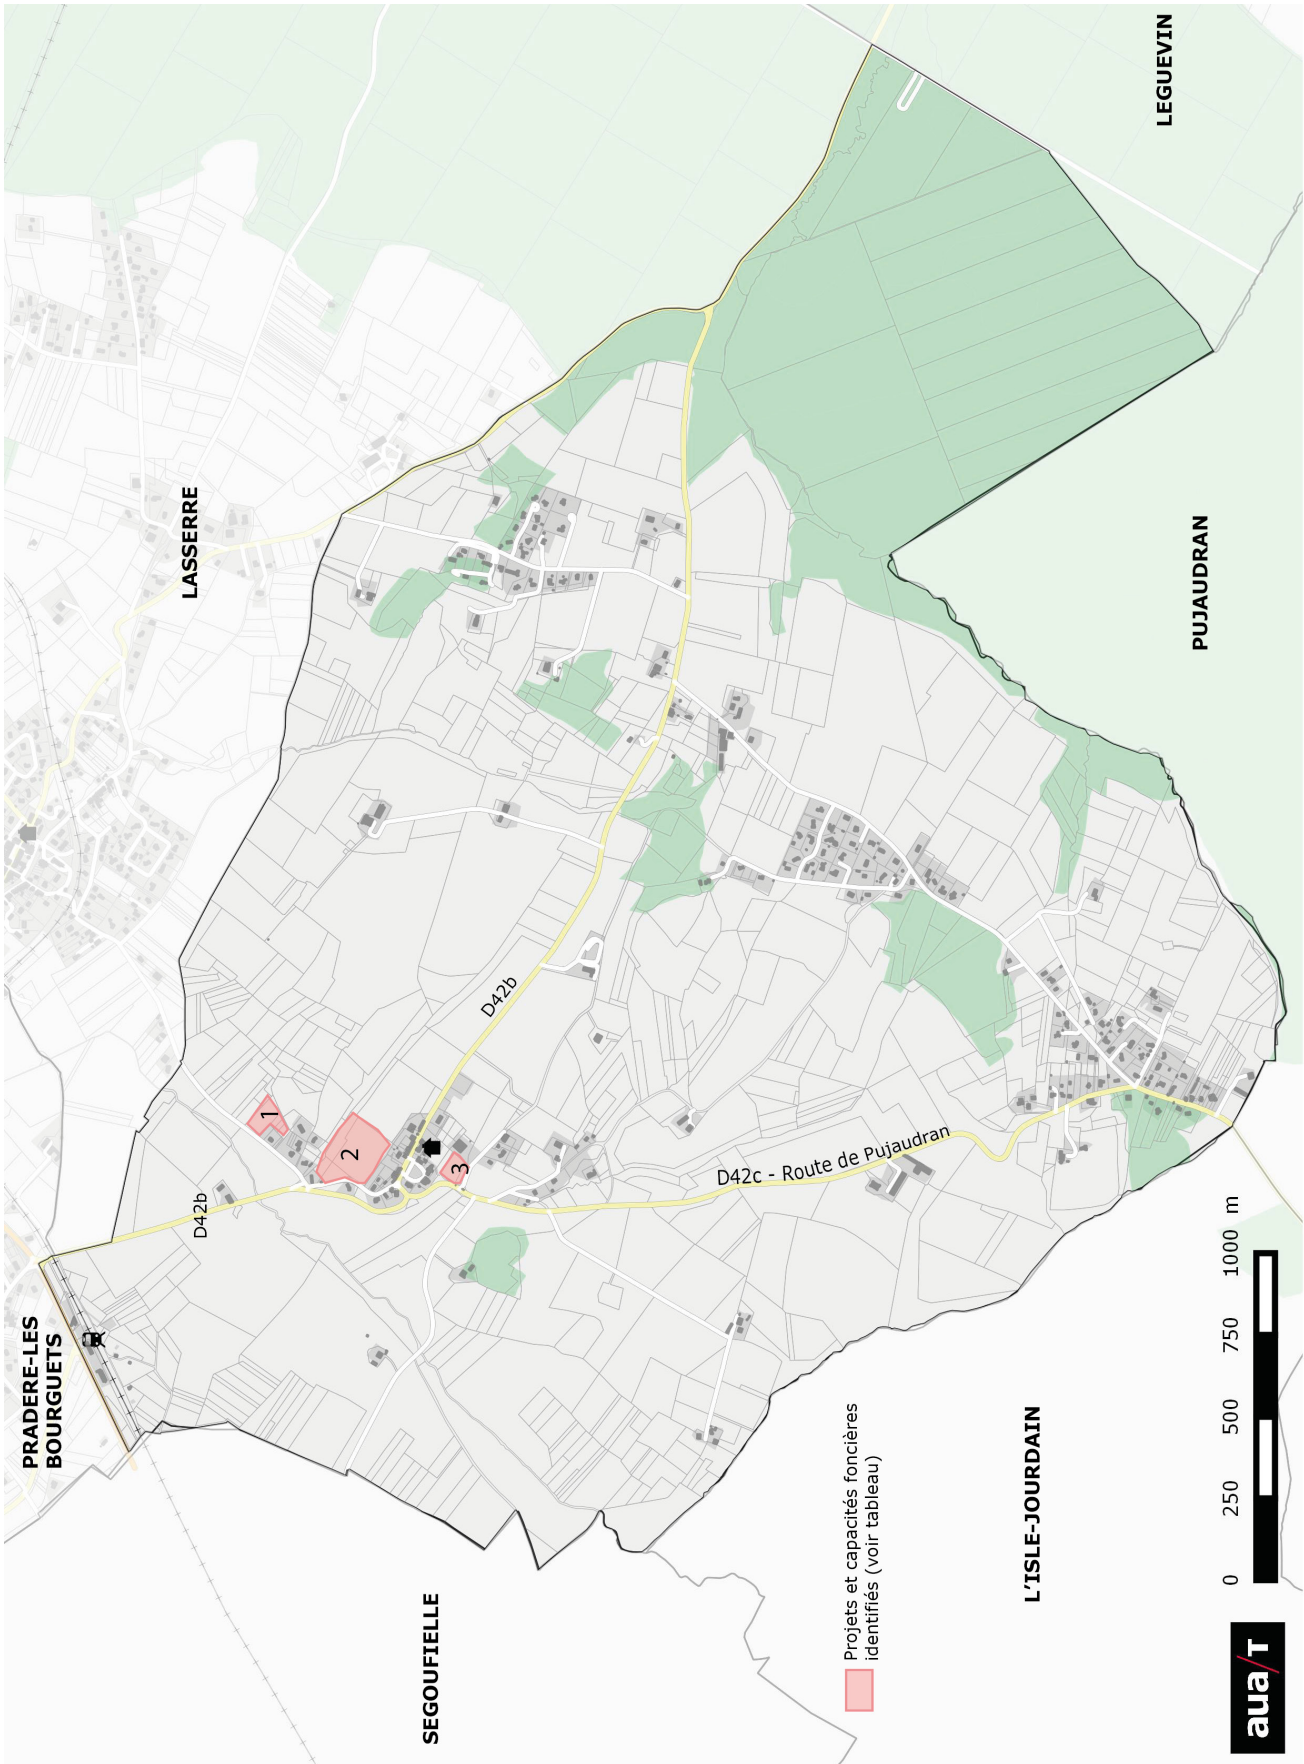 PRADERE-LES
BOURGUETS
LASSERRE
LEGUEVIN
D42b
1
2
3
D42b
D42c - Route de Pujaudran
PUJAUDRAN
SEGOUFIELLE
L'ISLE-JOURDAIN
Projets et capacités foncières
identifiés (voir tableau)
0 250 500 750 1000 m
aua/T